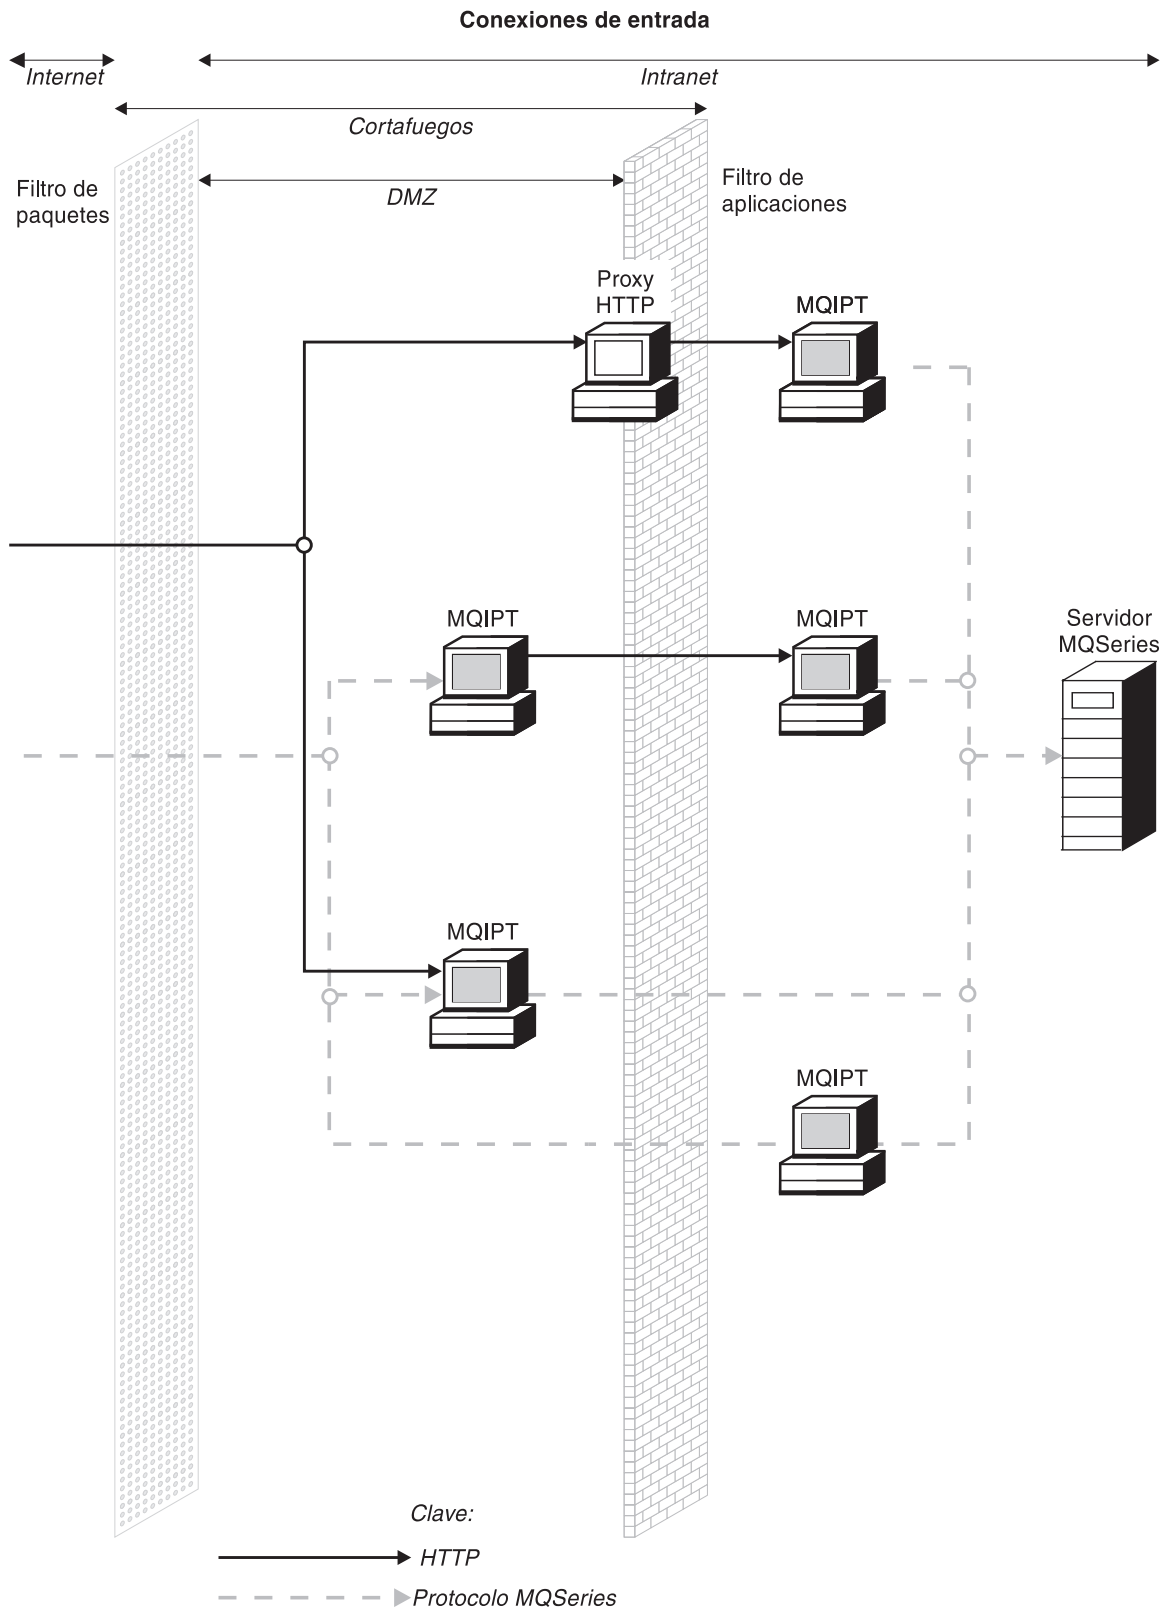 Conexiones de entrada
Internet
Intranet
Cortafuegos
Filtro de
paquetes
DMZ
Filtro de
aplicaciones
Proxy
HTTP
MQIPT
MQIPT
MQIPT
Servidor
MQSeries
MQIPT
MQIPT
Clave:
HTTP
Protocolo MQSeries